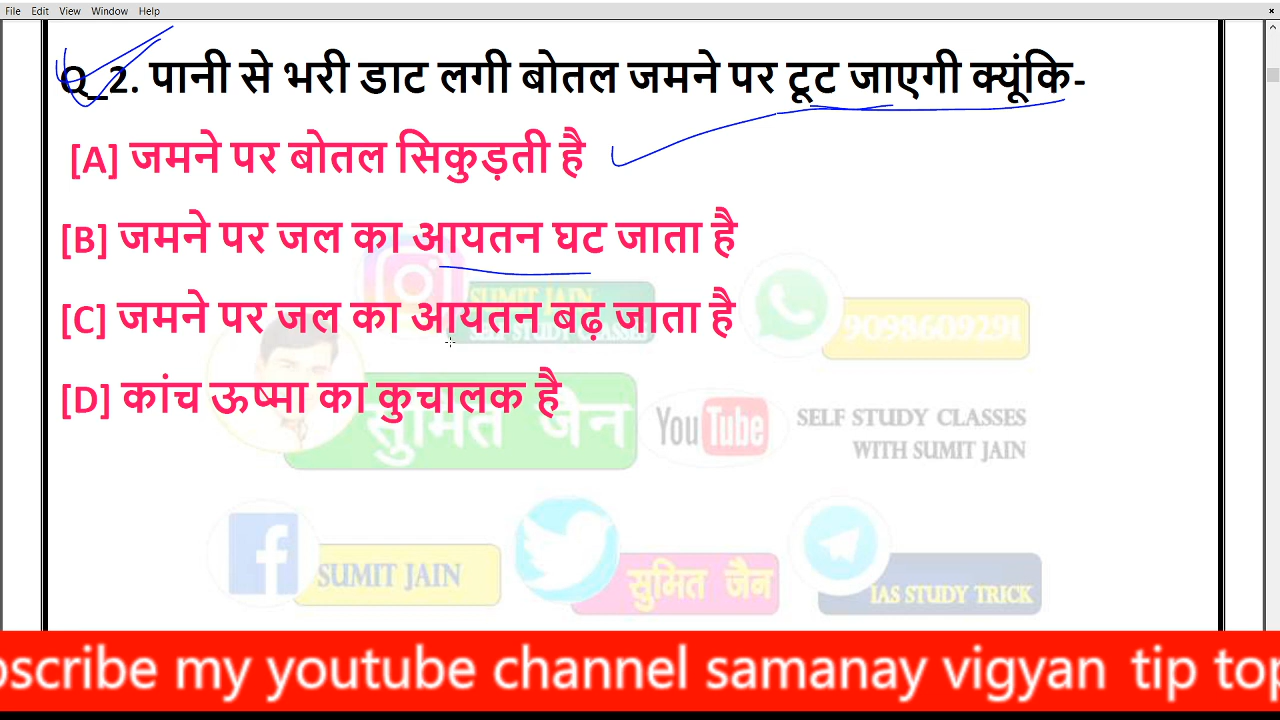 File Edit View Window Help
Q_2. पानी से भरी डाट लगी बोतल जमने पर टूट जाएगी क्यूंकि-
[A] जमने पर बोतल सिकुड़ती है
[B] जमने पर जल का आयतन घट जाता है
SUMIT JAIN
[C] जमने पर जल का आयतन बढ़ जाता है
SELF STUDY CLASSES
9098609291
[D] कांच ऊष्मा का कुचालक है
सुमित जैन
YouTube
SELF STUDY CLASSES
WITH SUMIT JAIN
SUMIT JAIN
सुमित जैन
IAS STUDY TRICK
bscribe my youtube channel samanay vigyan tip top